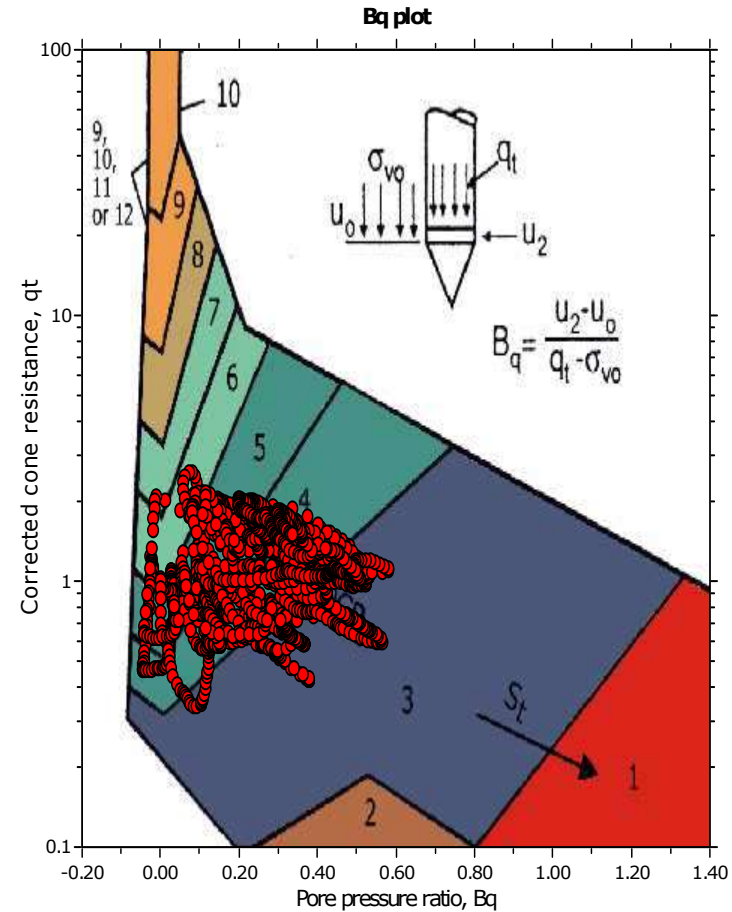 Bq plot
100
10
1
0.1
Corrected cone resistance, qt
-0.20
0.00
0.20
0.40
0.60
0.80
1.00
1.20
1.40
Pore pressure ratio, Bq
9,
10,
11
or 12
10
9
8
7
6
5
4
3
2
1
σvo
qt
uo
u2
Bq= u2-uo
qt -σvo
St